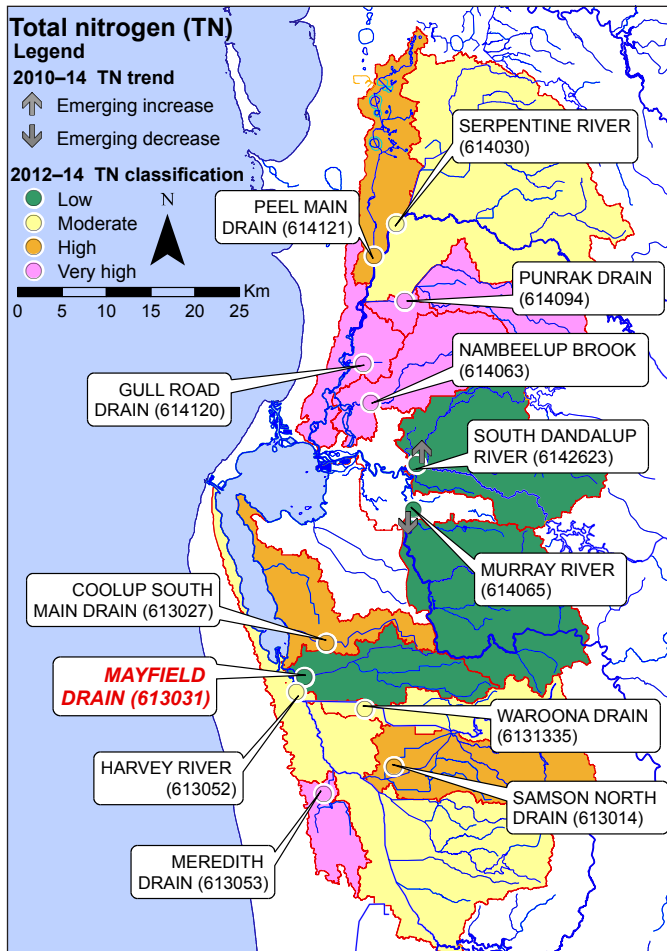 Total nitrogen (TN)
Legend
2010–14 TN trend
Emerging increase
Emerging decrease
2012–14 TN classification
Low
Moderate
High
Very high
N
Km
0 5 10 15 20 25
SERPENTINE RIVER
(614030)
PEEL MAIN
DRAIN (614121)
PUNRAK DRAIN
(614094)
NAMBEELUP BROOK
(614063)
GULL ROAD
DRAIN (614120)
SOUTH DANDALUP
RIVER (6142623)
MURRAY RIVER
(614065)
COOLUP SOUTH
MAIN DRAIN (613027)
MAYFIELD
DRAIN (613031)
WAROONA DRAIN
(6131335)
HARVEY RIVER
(613052)
SAMSON NORTH
DRAIN (613014)
MEREDITH
DRAIN (613053)